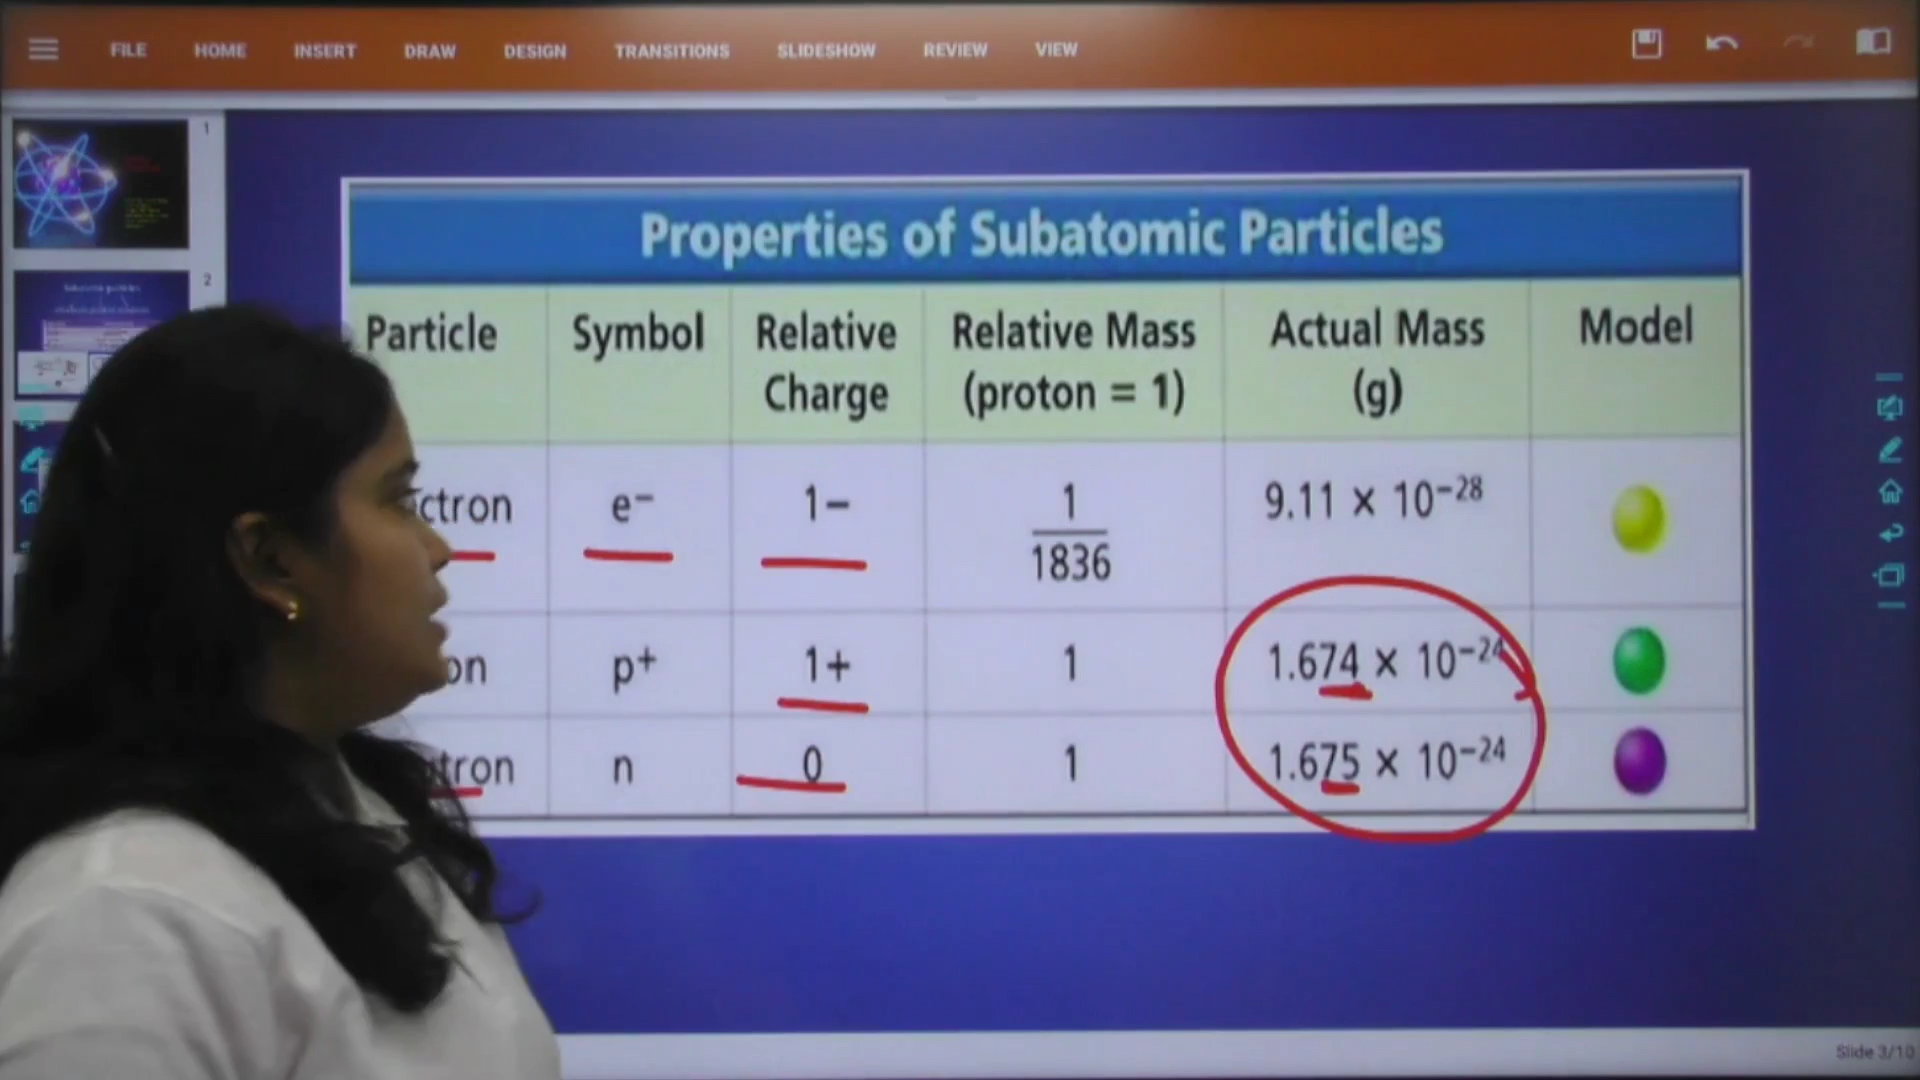 FILE HOME INSERT DRAW DESIGN TRANSITIONS SLIDESHOW REVIEW VIEW
1
2
Properties of Subatomic Particles
Particle Symbol Relative Charge Relative Mass (proton = 1) Actual Mass (g) Model
ctron e⁻ 1− 1/1836 9.11 × 10⁻²⁸
on p⁺ 1+ 1 1.674 × 10⁻²⁴
tron n 0 1 1.675 × 10⁻²⁴
Slide 3/10